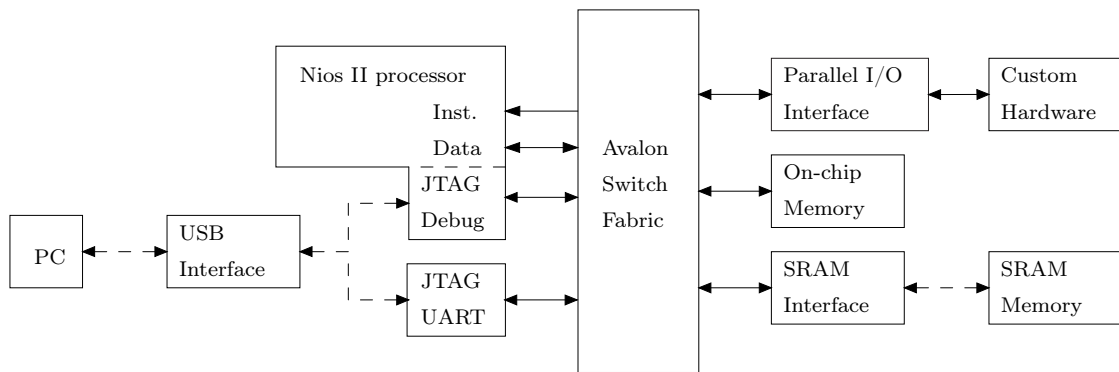 Nios II processor
Inst.
Data
JTAG
Debug
PC
USB
Interface
JTAG
UART
Avalon
Switch
Fabric
Parallel I/O
Interface
Custom
Hardware
On-chip
Memory
SRAM
Interface
SRAM
Memory